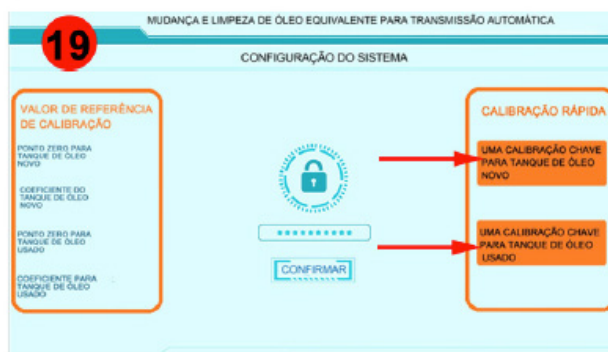 19
MUDANÇA E LIMPEZA DE ÓLEO EQUIVALENTE PARA TRANSMISSÃO AUTOMÁTICA
CONFIGURAÇÃO DO SISTEMA
VALOR DE REFERÊNCIA
DE CALIBRAÇÃO
PONTO ZERO PARA
TANQUE DE ÓLEO
NOVO
COEFICIENTE DO
TANQUE DE ÓLEO
NOVO
PONTO ZERO PARA
TANQUE DE ÓLEO
USADO
COEFICIENTE PARA :
TANQUE DE ÓLEO
USADO
**********
CONFIRMAR
CALIBRAÇÃO RÁPIDA
UMA CALIBRAÇÃO CHAVE
PARA TANQUE DE ÓLEO
NOVO
UMA CALIBRAÇÃO CHAVE
PARA TANQUE DE ÓLEO
USADO